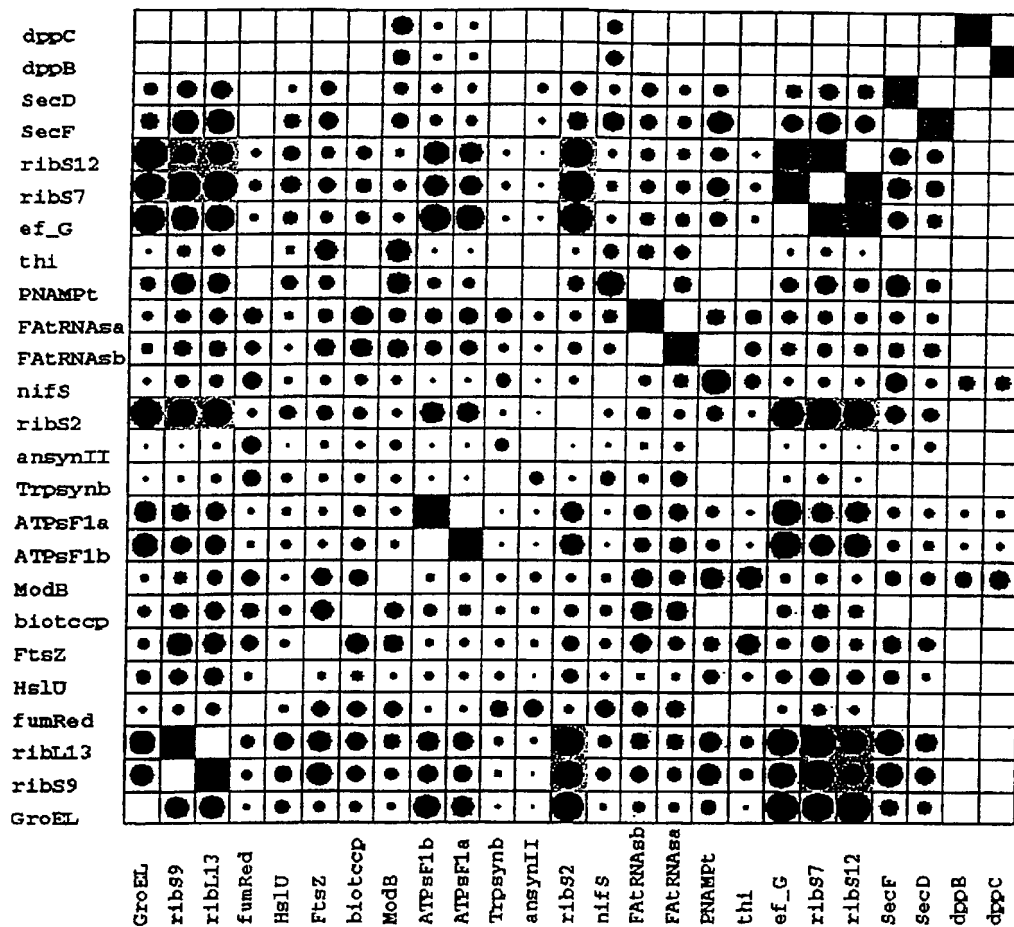 dppC
dppB
SecD
SecF
ribS12
ribS7
ef_G
thi
PNAMPt
FAtRNAsa
FAtRNAsb
nifS
ribS2
ansynII
Trpsynb
ATPsF1a
ATPsF1b
ModB
biotccp
FtsZ
HslU
fumRed
ribL13
ribS9
GroEL
GroEL
ribS9
ribL13
fumRed
HslU
FtsZ
biotccp
ModB
ATPsF1b
ATPsF1a
Trpsynb
ansynII
ribS2
nifS
FAtRNAsb
FAtRNAsa
PNAMPt
thi
ef_G
ribS7
ribS12
SecF
SecD
dppB
dppC